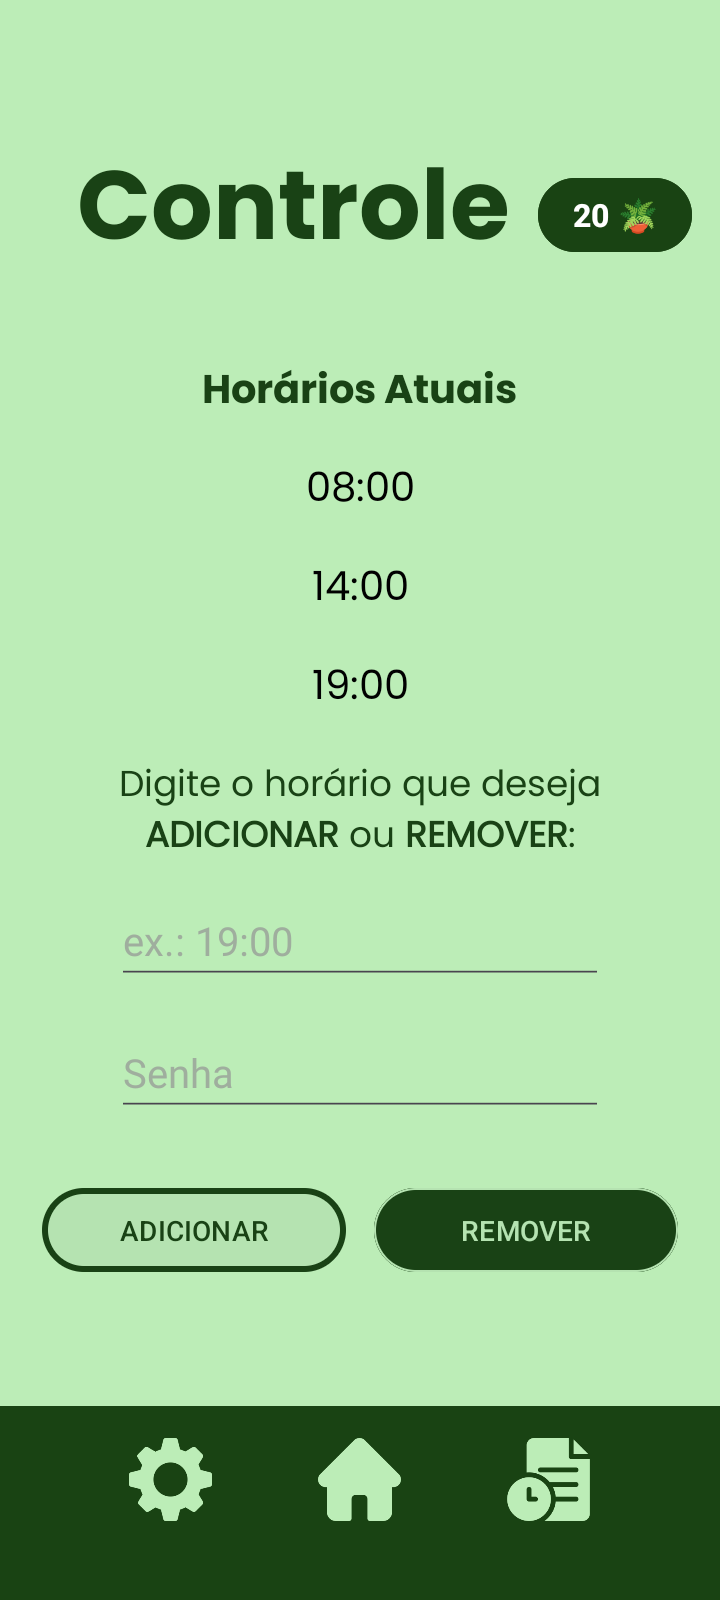 Controle
20
Horários Atuais
08:00
14:00
19:00
Digite o horário que deseja
ADICIONAR ou REMOVER:
ex.: 19:00
Senha
ADICIONAR
REMOVER